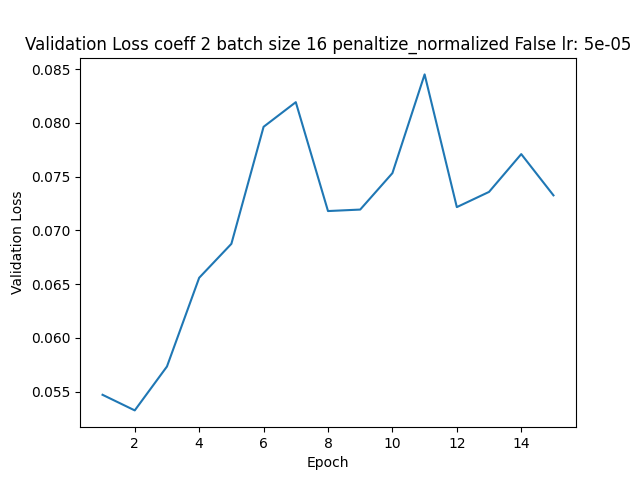 Validation Loss coeff 2 batch size 16 penaltize_normalized False lr: 5e-05
0.085
0.080
0.075
0.070
0.065
0.060
0.055
Validation Loss
2 4 6 8 10 12 14
Epoch